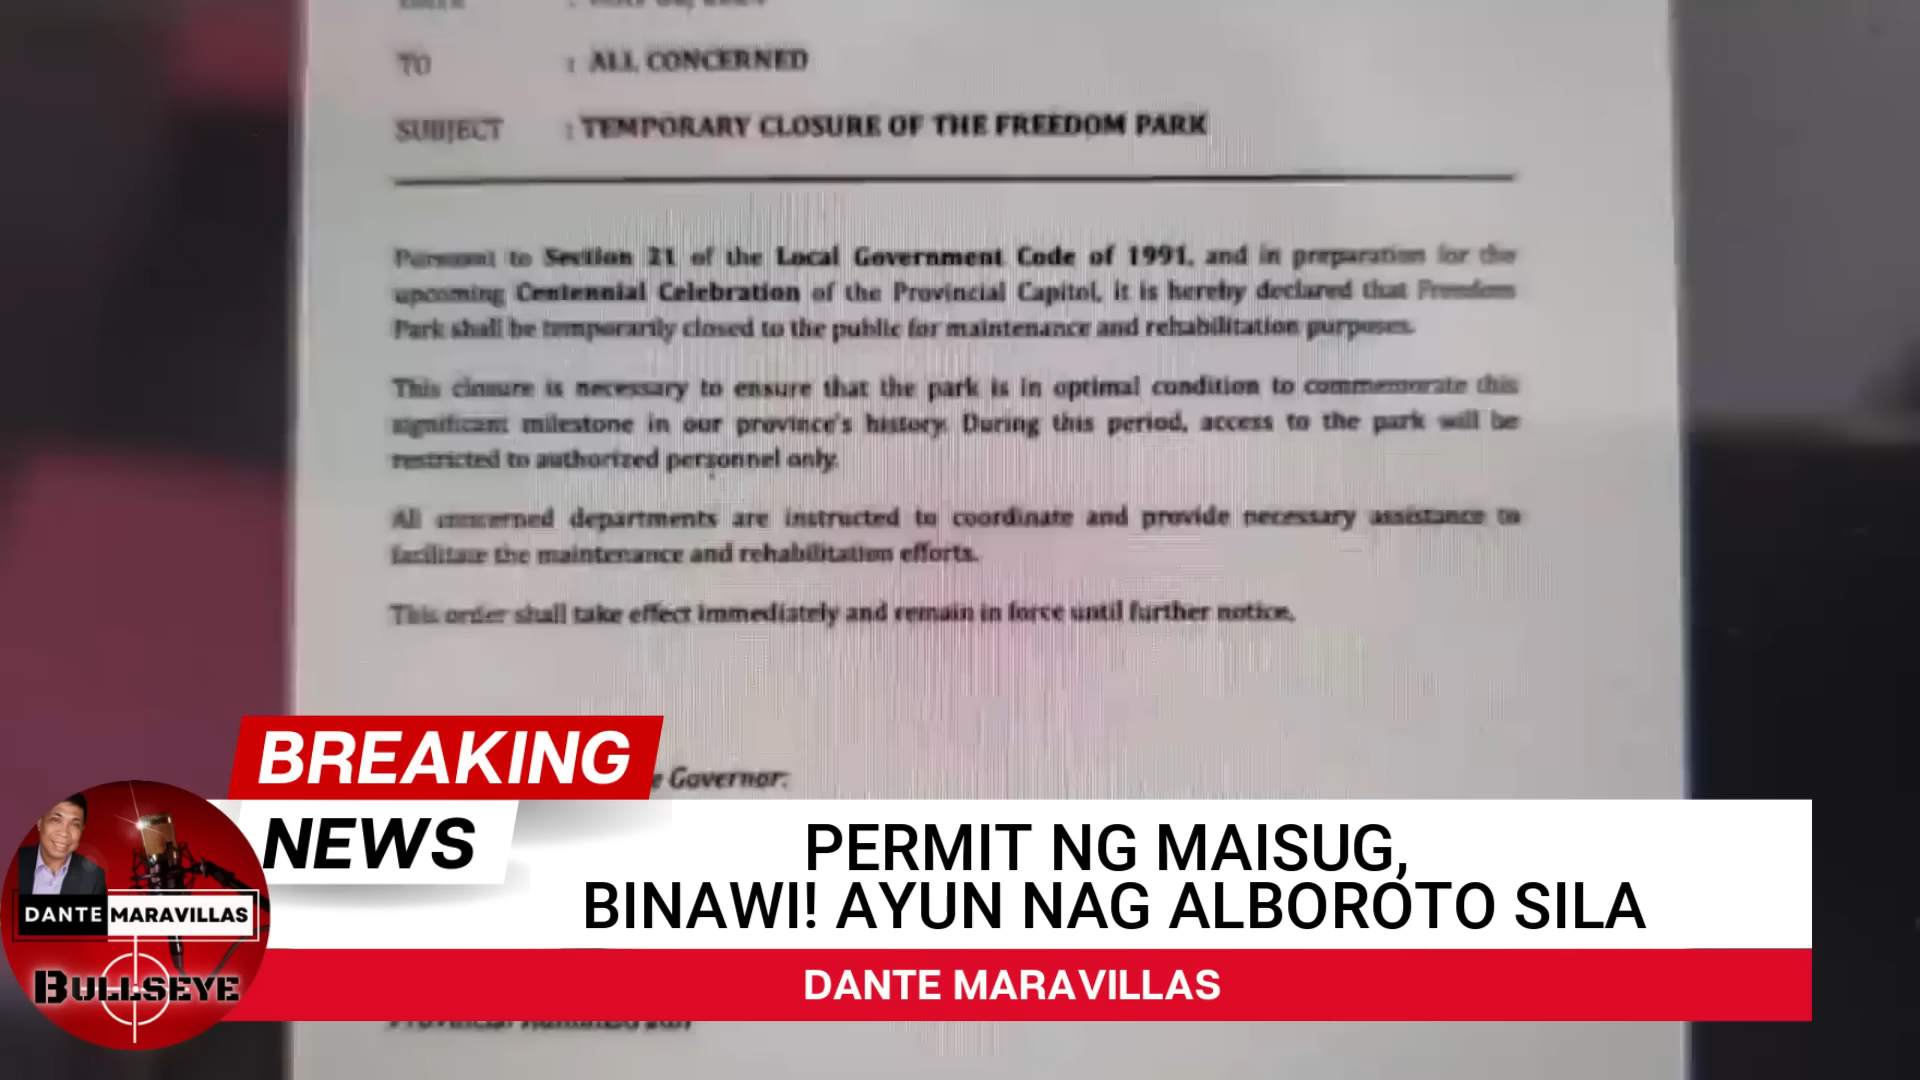 TO : ALL CONCERNED
SUBJECT : TEMPORARY CLOSURE OF THE FREEDOM PARK
Pursuant to Section 21 of the Local Government Code of 1991, and in preparation for the
upcoming Centennial Celebration of the Provincial Capitol, it is hereby declared that Freedom
Park shall be temporarily closed to the public for maintenance and rehabilitation purposes.
This closure is necessary to ensure that the park is in optimal condition to commemorate this
significant milestone in our province's history. During this period, access to the park will be
restricted to authorized personnel only.
All concerned departments are instructed to coordinate and provide necessary assistance to
facilitate the maintenance and rehabilitation efforts.
This order shall take effect immediately and remain in force until further notice.
Governor:
BREAKING
NEWS
PERMIT NG MAISUG,
BINAWI! AYUN NAG ALBOROTO SILA
DANTE MARAVILLAS
DANTE MARAVILLAS
BULLSEYE